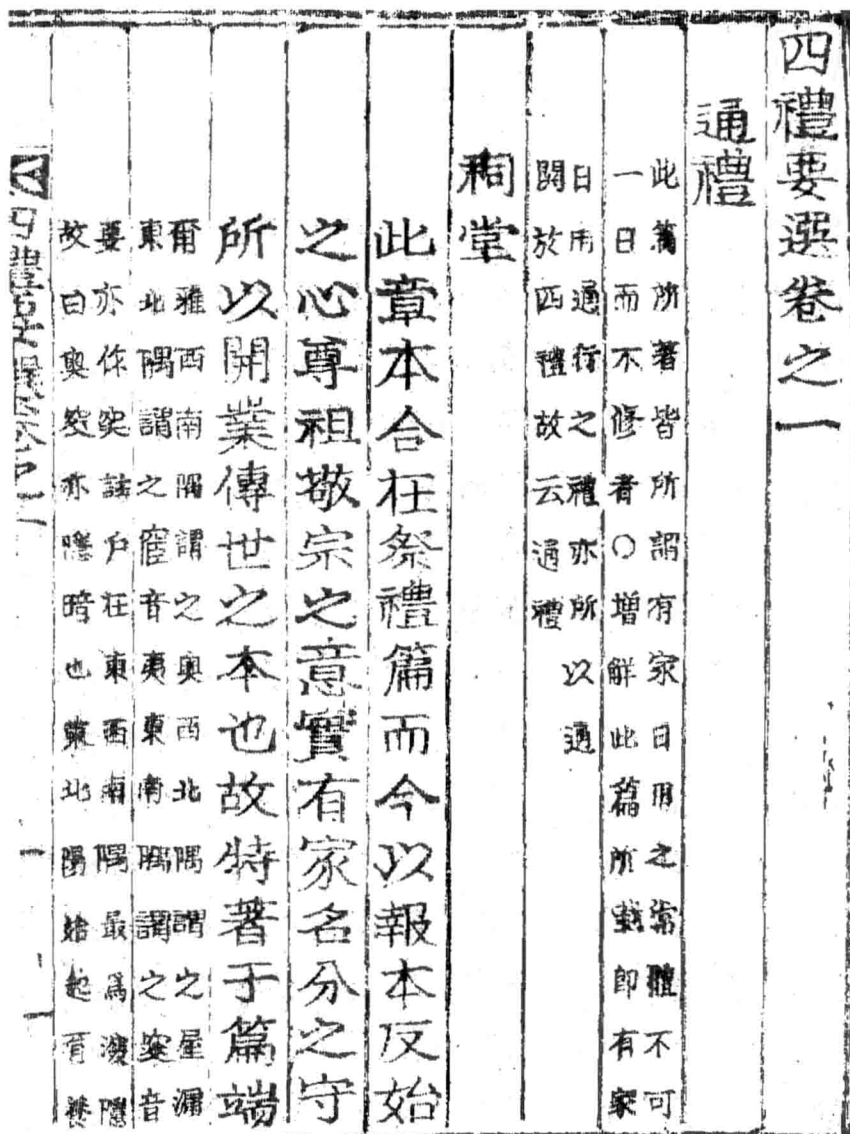 四禮要選卷之一
通禮
此篇所著皆所謂有家日用之常體不可
一日而不修者○增解此篇所載即有家
日用通行之禮亦所以通
關於四禮故云通禮
祠堂
此章本合在祭禮篇而今以報本反始
之心尊祖敬宗之意實有家名分之守
所以開業傳世之本也故特著于篇端
爾雅西南隅謂之奧西北隅謂之屋漏
東北隅謂之窔音夷東南隅謂之窔音
要亦作穾註戶在東西南隅最爲深隱
故曰奧窔亦隱暗也東北陽始起育養
四禮要選卷之一
一